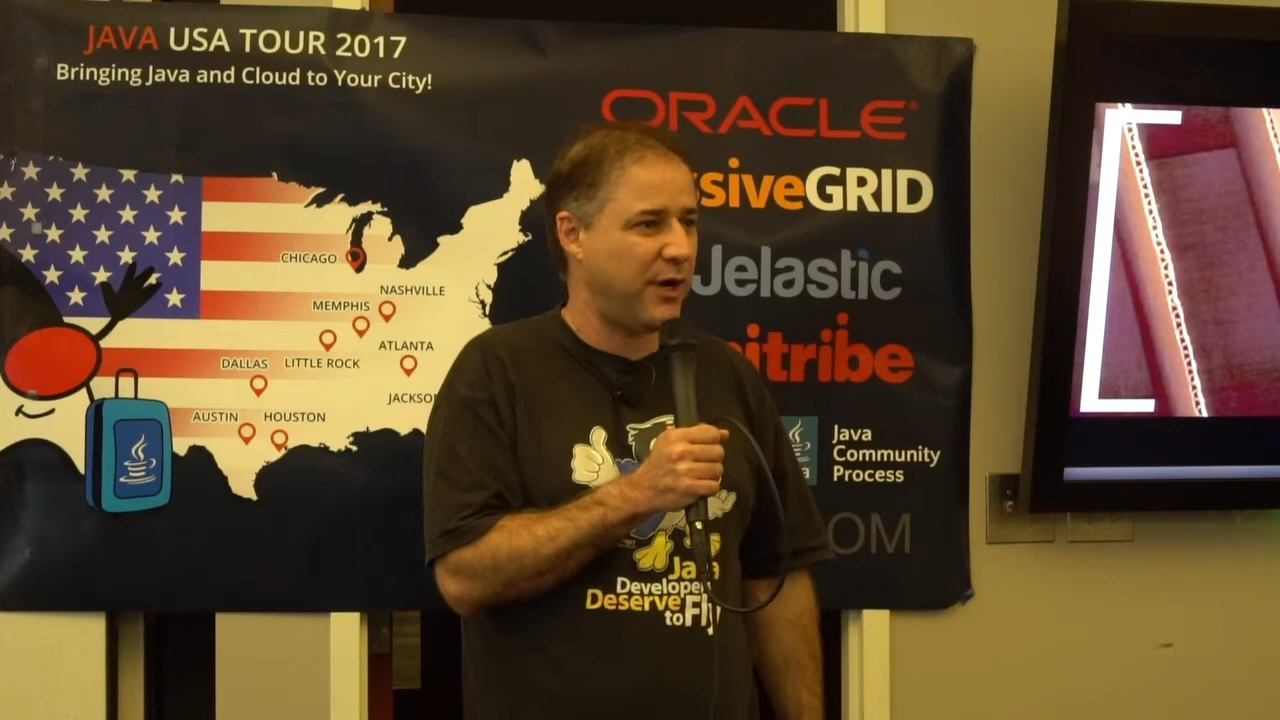 JAVA USA TOUR 2017
Bringing Java and Cloud to Your City!
ORACLE
siveGRID
Jelastic
itribe
Java
Community
Process
OM
CHICAGO
NASHVILLE
MEMPHIS
ATLANTA
DALLAS LITTLE ROCK
JACKSO
AUSTIN HOUSTON
Java
Develope
Deserve
to Fly